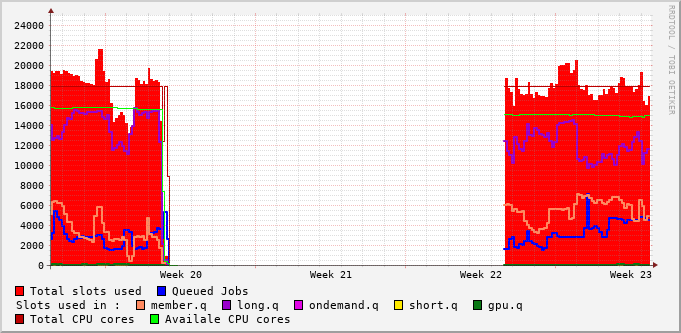 RRDTOOL / TOBI OETIKER
24000
22000
20000
18000
16000
14000
12000
10000
8000
6000
4000
2000
0
Week 20 Week 21 Week 22 Week 23
Total slots used Queued Jobs
Slots used in : member.q long.q ondemand.q short.q gpu.q
Total CPU cores Availale CPU cores